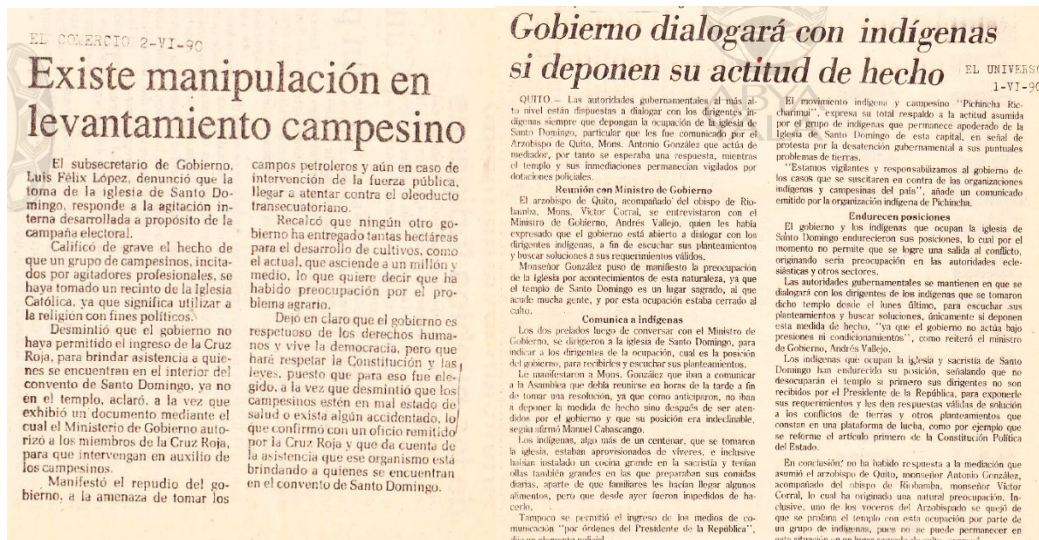 EL COMERCIO 2-VI-90
Existe manipulación en
levantamiento campesino
El subsecretario de Gobierno,
Luis Félix López, denunció que la
toma de la iglesia de Santo Do-
mingo, responde a la agitación in-
terna desarrollada a propósito de la
campaña electoral.
Calificó de grave el hecho de
que un grupo de campesinos, incita-
dos por agitadores profesionales, se
haya tomado un recinto de la Iglesia
Católica, ya que significa utilizar a
la religión con fines políticos.
Desmintió que el gobierno no
haya permitido el ingreso de la Cruz
Roja, para brindar asistencia a quie-
nes se encuentran en el interior del
convento de Santo Domingo, ya no
en el templo, aclaró, a la vez que
exhibió un documento mediante el
cual el Ministerio de Gobierno auto-
rizó a los miembros de la Cruz Roja,
para que intervengan en auxilio de
los campesinos.
Manifestó el repudio del go-
bierno, a la amenaza de tomar los
campos petroleros y aún en caso de
intervención de la fuerza pública,
llegar a atentar contra el oleoducto
transecuatoriano.
Recalcó que ningún otro go-
bierno ha entregado tantas hectáreas
para el desarrollo de cultivos, como
el actual, que asciende a un millón y
medio, lo que quiere decir que ha
habido preocupación por el pro-
blema agrario.
Dejó en claro que el gobierno es
respetuoso de los derechos huma-
nos y vive la democracia, pero que
hará respetar la Constitución y las
leyes, puesto que para eso fue ele-
gido, a la vez que desmintió que los
campesinos estén en mal estado de
salud o exista algún accidentado, lo
que confirmó con un oficio remitido
por la Cruz Roja y que da cuenta de
la asistencia que ese organismo está
brindando a quienes se encuentran
en el convento de Santo Domingo.
Gobierno dialogará con indígenas
si deponen su actitud de hecho
EL UNIVERSO
1-VI-90
QUITO.— Las autoridades gubernamentales al más al-
to nivel están dispuestas a dialogar con los dirigentes in-
dígenas siempre que depongan la ocupación de la iglesia de
Santo Domingo, particular que les fue comunicado por el
Arzobispo de Quito, Mons. Antonio González que actúa de
mediador, por tanto se esperaba una respuesta, mientras
el templo y sus inmediaciones permanecían vigilados por
dotaciones policiales.
Reunión con Ministro de Gobierno
El arzobispo de Quito, acompañado del obispo de Rio-
bamba, Mons. Víctor Corral, se entrevistaron con el
Ministro de Gobierno, Andrés Vallejo, quien les había
expresado que el gobierno está abierto a dialogar con los
dirigentes indígenas, a fin de escuchar sus planteamientos
y buscar soluciones a sus requerimientos válidos.
Monseñor González puso de manifiesto la preocupación
de la Iglesia por acontecimientos de esta naturaleza, ya que
el templo de Santo Domingo es un lugar sagrado, al que
acude mucha gente, y por esta ocupación estaba cerrado al
culto.
Comunica a indígenas
Los dos prelados luego de conversar con el Ministro de
Gobierno, se dirigieron a la iglesia de Santo Domingo, para
indicar a los dirigentes de la ocupación, cual es la posición
del gobierno, para recibirles y escuchar sus planteamientos.
Le manifestaron a Mons. González que iban a comunicar
a la Asamblea que debía reunirse en horas de la tarde a fin
de tomar una resolución, ya que como anticiparon, no iban
a deponer la medida de hecho sino después de ser aten-
didos por el gobierno y que su posición era indeclinable,
según afirmó Manuel Cabascango.
Los indígenas, algo más de un centenar, que se tomaron
la iglesia, estaban aprovisionados de víveres, e inclusive
habían instalado un cocina grande en la sacristía y tenían
ollas también grandes en las que preparaban sus comidas
diarias, aparte de que familiares les hacían llegar algunos
alimentos, pero que desde ayer fueron impedidos de ha-
cerlo.
Tampoco se permitió el ingreso de los medios de co-
municación "por órdenes del Presidente de la República",
El movimiento indígena y campesino "Pichincha Ric-
charimui", expresa su total respaldo a la actitud asumida
por el grupo de indígenas que permanece apoderado de la
Iglesia de Santo Domingo de esta capital, en señal de
protesta por la desatención gubernamental a sus puntuales
problemas de tierras.
"Estamos vigilantes y responsabilizamos al gobierno de
los casos que se suscitaren en contra de las organizaciones
indígenas y campesinas del país", añade un comunicado
emitido por la organización indígena de Pichincha.
Endurecen posiciones
El gobierno y los indígenas que ocupan la iglesia de
Santo Domingo endurecieron sus posiciones, lo cual por el
momento no permite que se logre una salida al conflicto,
originando seria preocupación en las autoridades ecle-
siásticas y otros sectores.
Las autoridades gubernamentales se mantienen en que se
dialogará con dirigentes de los indígenas que se tomaron
dicho templo desde el lunes último, para escuchar sus
planteamientos y buscar soluciones, únicamente si deponen
esta medida de hecho, "ya que el gobierno no actúa bajo
presiones ni condicionamientos", como reiteró el ministro
de Gobierno, Andrés Vallejo.
Los indígenas que ocupan la iglesia y sacristía de Santo
Domingo han endurecido su posición, señalando que no
desocuparán el templo si primero sus dirigentes no son
recibidos por el Presidente de la República, para exponerle
sus requerimientos y les den respuestas válidas de solución
a los conflictos de tierras y otros planteamientos que
constan en una plataforma de lucha, como por ejemplo que
se reforme el artículo primero de la Constitución Política
del Estado.
En conclusión no ha habido respuesta a la mediación que
asumió el arzobispo de Quito, monseñor Antonio González,
acompañado del obispo de Riobamba, monseñor Víctor
Corral, lo cual ha originado una natural preocupación. In-
clusive, uno de los voceros del Arzobispado se quejó de
que se profana el templo con esta ocupación por parte de
un grupo de indígenas, pues no se puede permanecer en